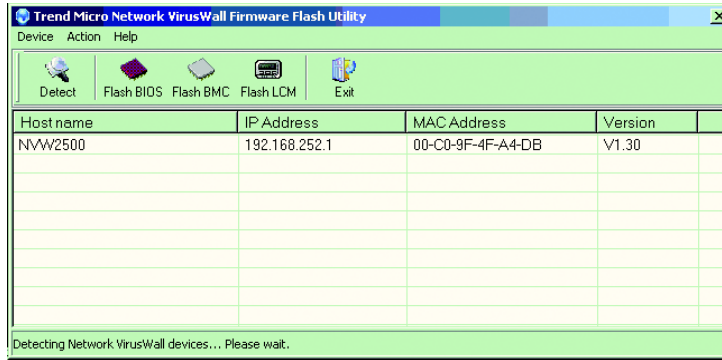 Trend Micro Network VirusWall Firmware Flash Utility
Device Action Help
Detect Flash BIOS Flash BMC Flash LCM Exit
Host name IP Address MAC Address Version
NVW2500 192.168.252.1 00-C0-9F-4F-A4-DB V1.30
Detecting Network VirusWall devices... Please wait.